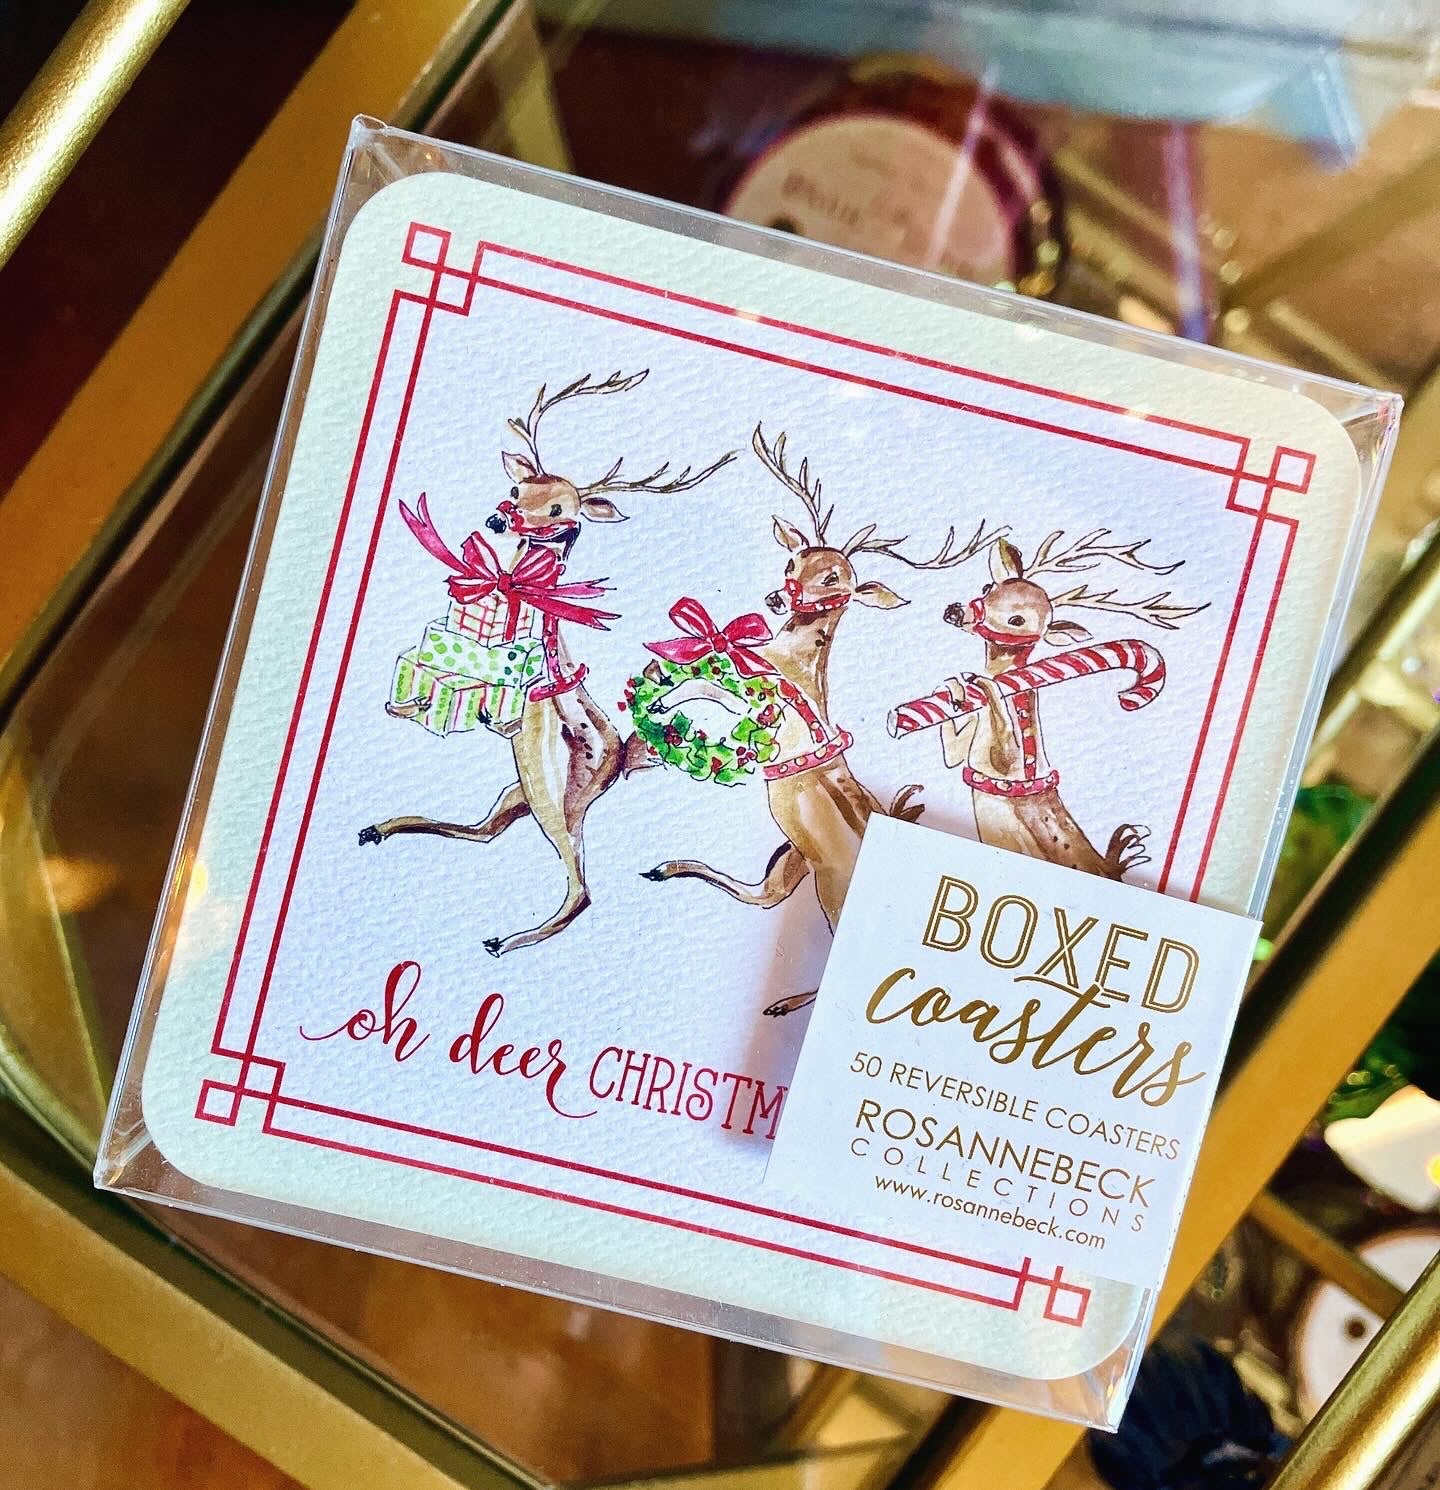 oh deer CHRISTM
BOXED
coasters
50 REVERSIBLE COASTERS
ROSANNEBECK
COLLECTIONS
www.rosannebeck.com